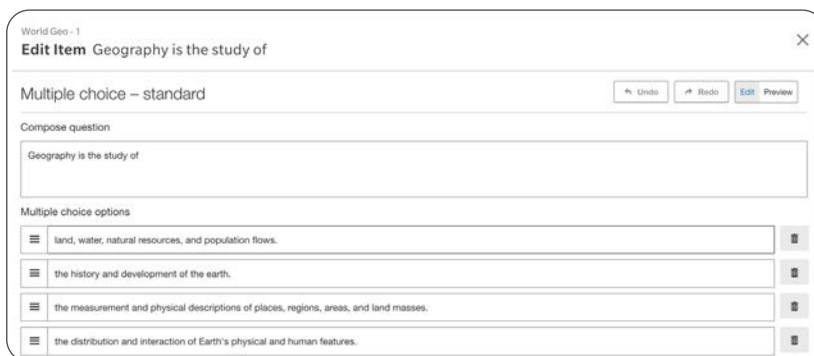 World Geo - 1
Edit Item Geography is the study of
Multiple choice – standard
Undo
Redo
Edit
Preview
Compose question
Geography is the study of
Multiple choice options
land, water, natural resources, and population flows.
the history and development of the earth.
the measurement and physical descriptions of places, regions, areas, and land masses.
the distribution and interaction of Earth's physical and human features.